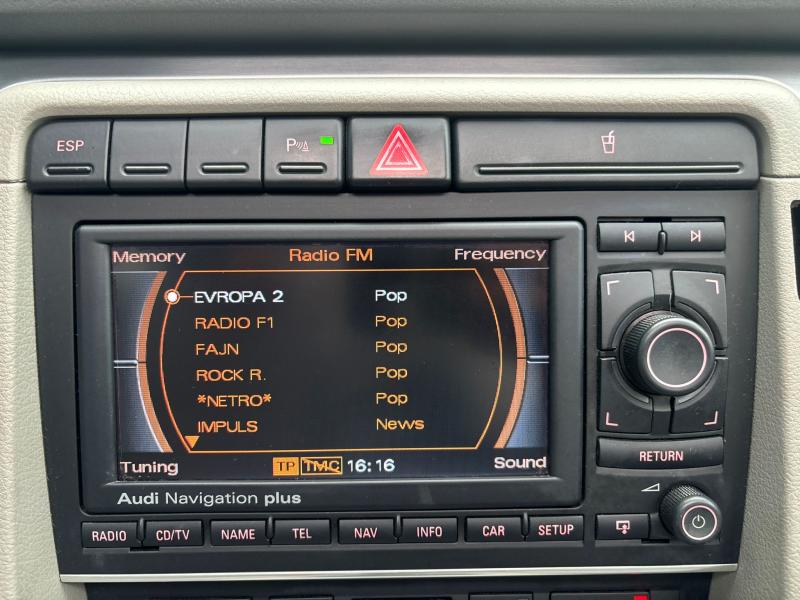 ESP P
Memory Radio FM Frequency
EVROPA 2 Pop
RADIO F1 Pop
FAJN Pop
ROCK R. Pop
*NETRO* Pop
IMPULS News
Tuning TP TMC 16:16 Sound
RETURN
Audi Navigation plus
RADIO CD/TV NAME TEL NAV INFO CAR SETUP